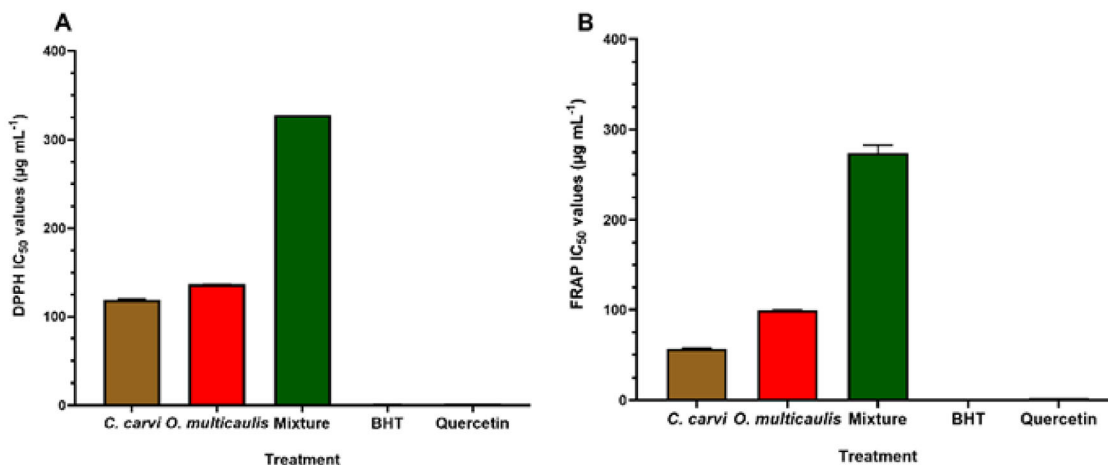 A
DPPH IC50 values (µg mL-1)
400
300
200
100
0
C. carvi O. multicaulis Mixture BHT Quercetin
Treatment
B
FRAP IC50 values (µg mL-1)
400
300
200
100
0
C. carvi O. multicaulis Mixture BHT Quercetin
Treatment